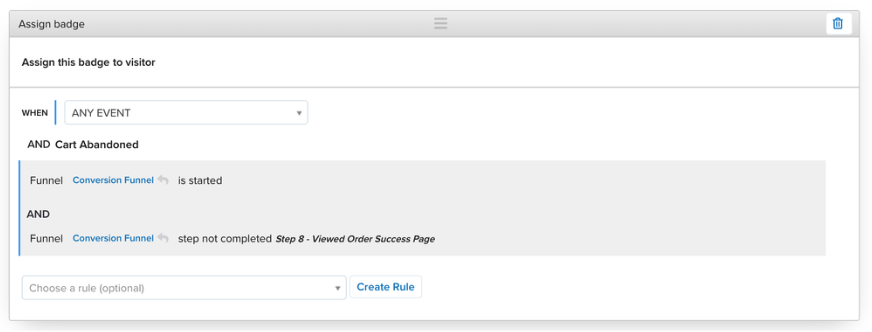 Assign badge
Assign this badge to visitor
WHEN ANY EVENT
AND Cart Abandoned
Funnel Conversion Funnel is started
AND
Funnel Conversion Funnel step not completed Step 8 - Viewed Order Success Page
Choose a rule (optional) Create Rule